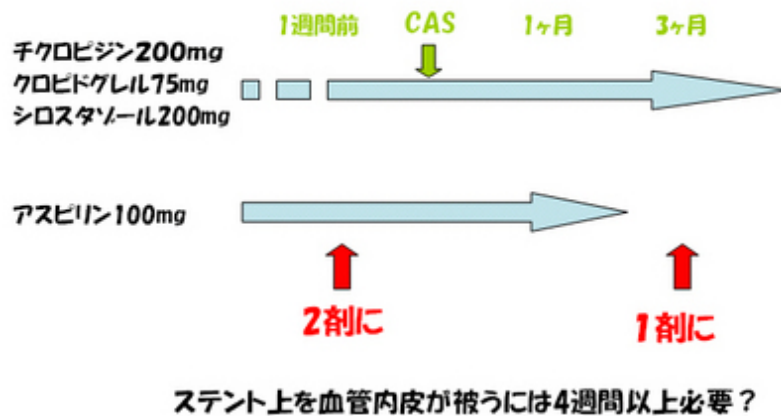 1週間前 CAS 1ヶ月 3ヶ月
チクロピジン200mg
クロピドグレル75mg
シロスタゾール200mg
アスピリン100mg
2剤に 1剤に
ステント上を血管内皮が被うには4週間以上必要？